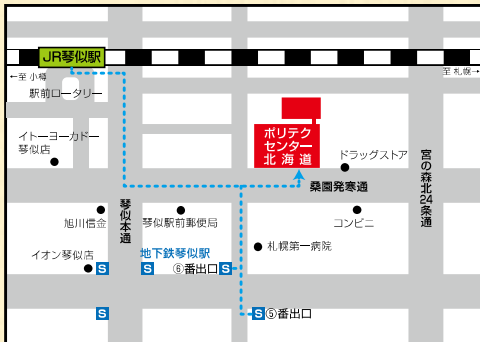 JR琴似駅
←至 小樽
至 札幌→
駅前ロータリー
ポリテク
センター
北海道
イトーヨーカドー
琴似店
ドラッグストア
宮の森北24条通
桑園発寒通
琴似本通
旭川信金
琴似駅前郵便局
コンビニ
イオン琴似店
地下鉄琴似駅
札幌第一病院
S
S
⑥番出口
S
S
S
⑤番出口